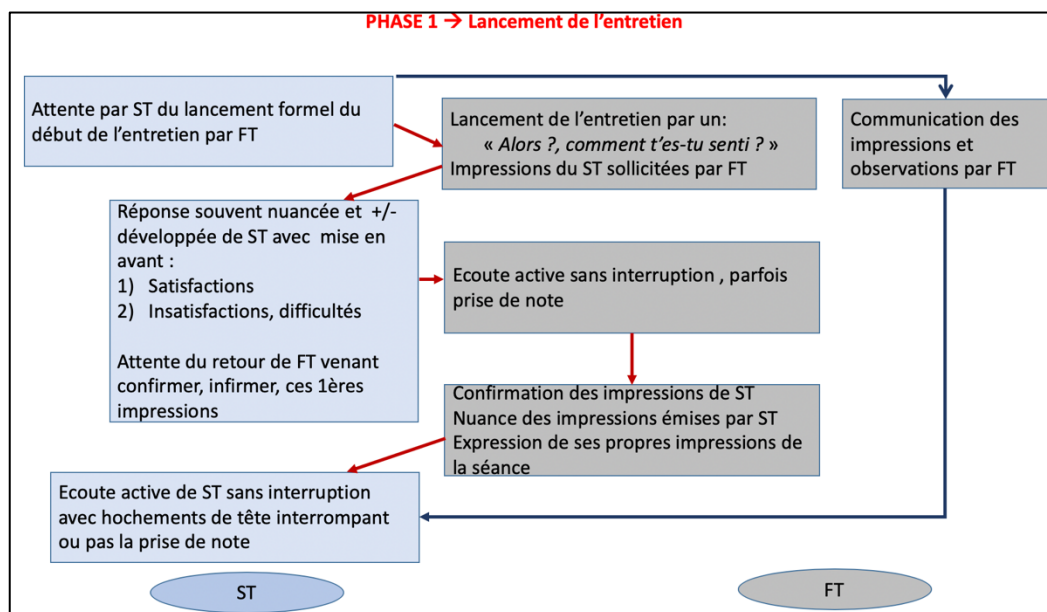 PHASE 1 → Lancement de l’entretien
Attente par ST du lancement formel du
début de l’entretien par FT
Lancement de l’entretien par un:
« Alors ?, comment t’es-tu senti ? »
Impressions du ST sollicitées par FT
Communication des
impressions et
observations par FT
Réponse souvent nuancée et +/-
développée de ST avec mise en
avant :
1) Satisfactions
2) Insatisfactions, difficultés
Attente du retour de FT venant
confirmer, infirmer, ces 1ères
impressions
Ecoute active sans interruption , parfois
prise de note
Confirmation des impressions de ST
Nuance des impressions émises par ST
Expression de ses propres impressions de
la séance
Ecoute active de ST sans interruption
avec hochements de tête interrompant
ou pas la prise de note
ST
FT